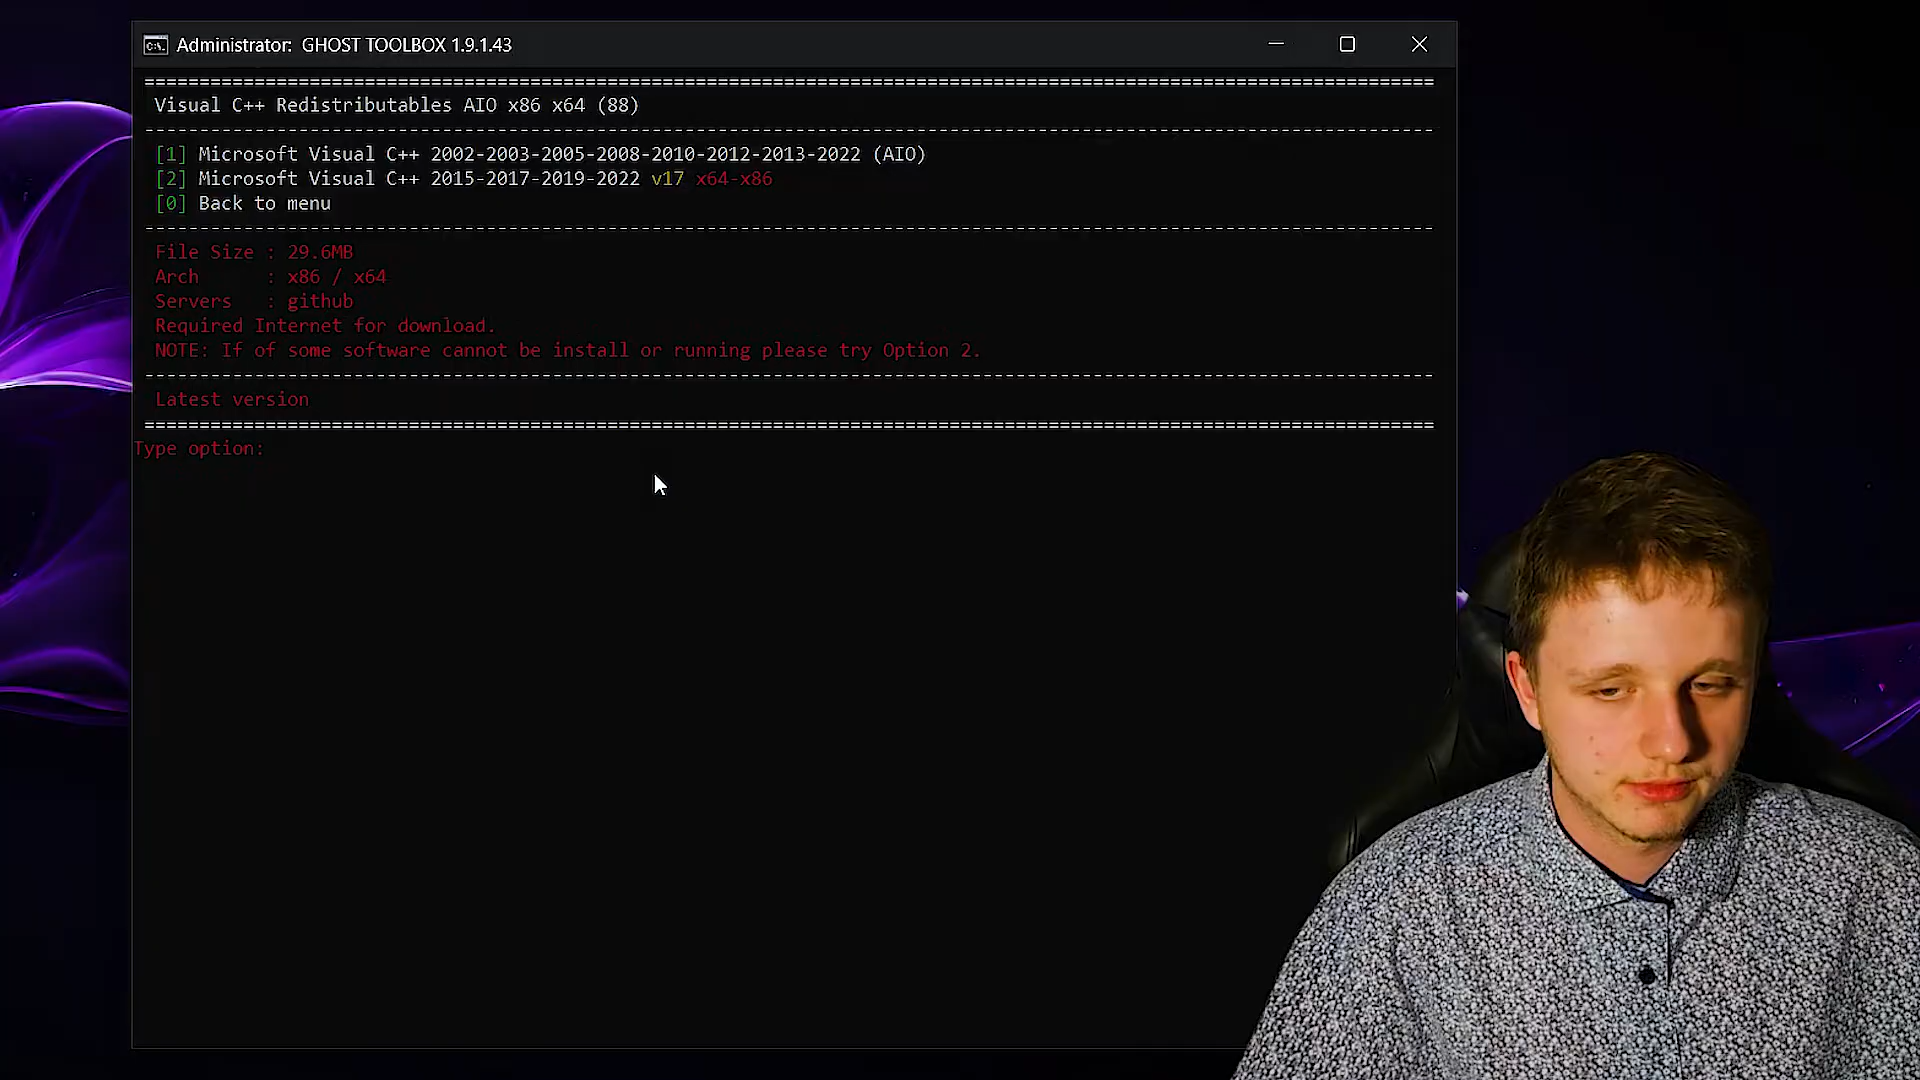 Administrator: GHOST TOOLBOX 1.9.1.43
Visual C++ Redistributables AIO x86 x64 (88)
[1] Microsoft Visual C++ 2002-2003-2005-2008-2010-2012-2013-2022 (AIO)
[2] Microsoft Visual C++ 2015-2017-2019-2022 v17 x64-x86
[0] Back to menu
File Size : 29.6MB
Arch : x86 / x64
Servers : github
Required Internet for download.
NOTE: If of some software cannot be install or running please try Option 2.
Latest version
Type option: